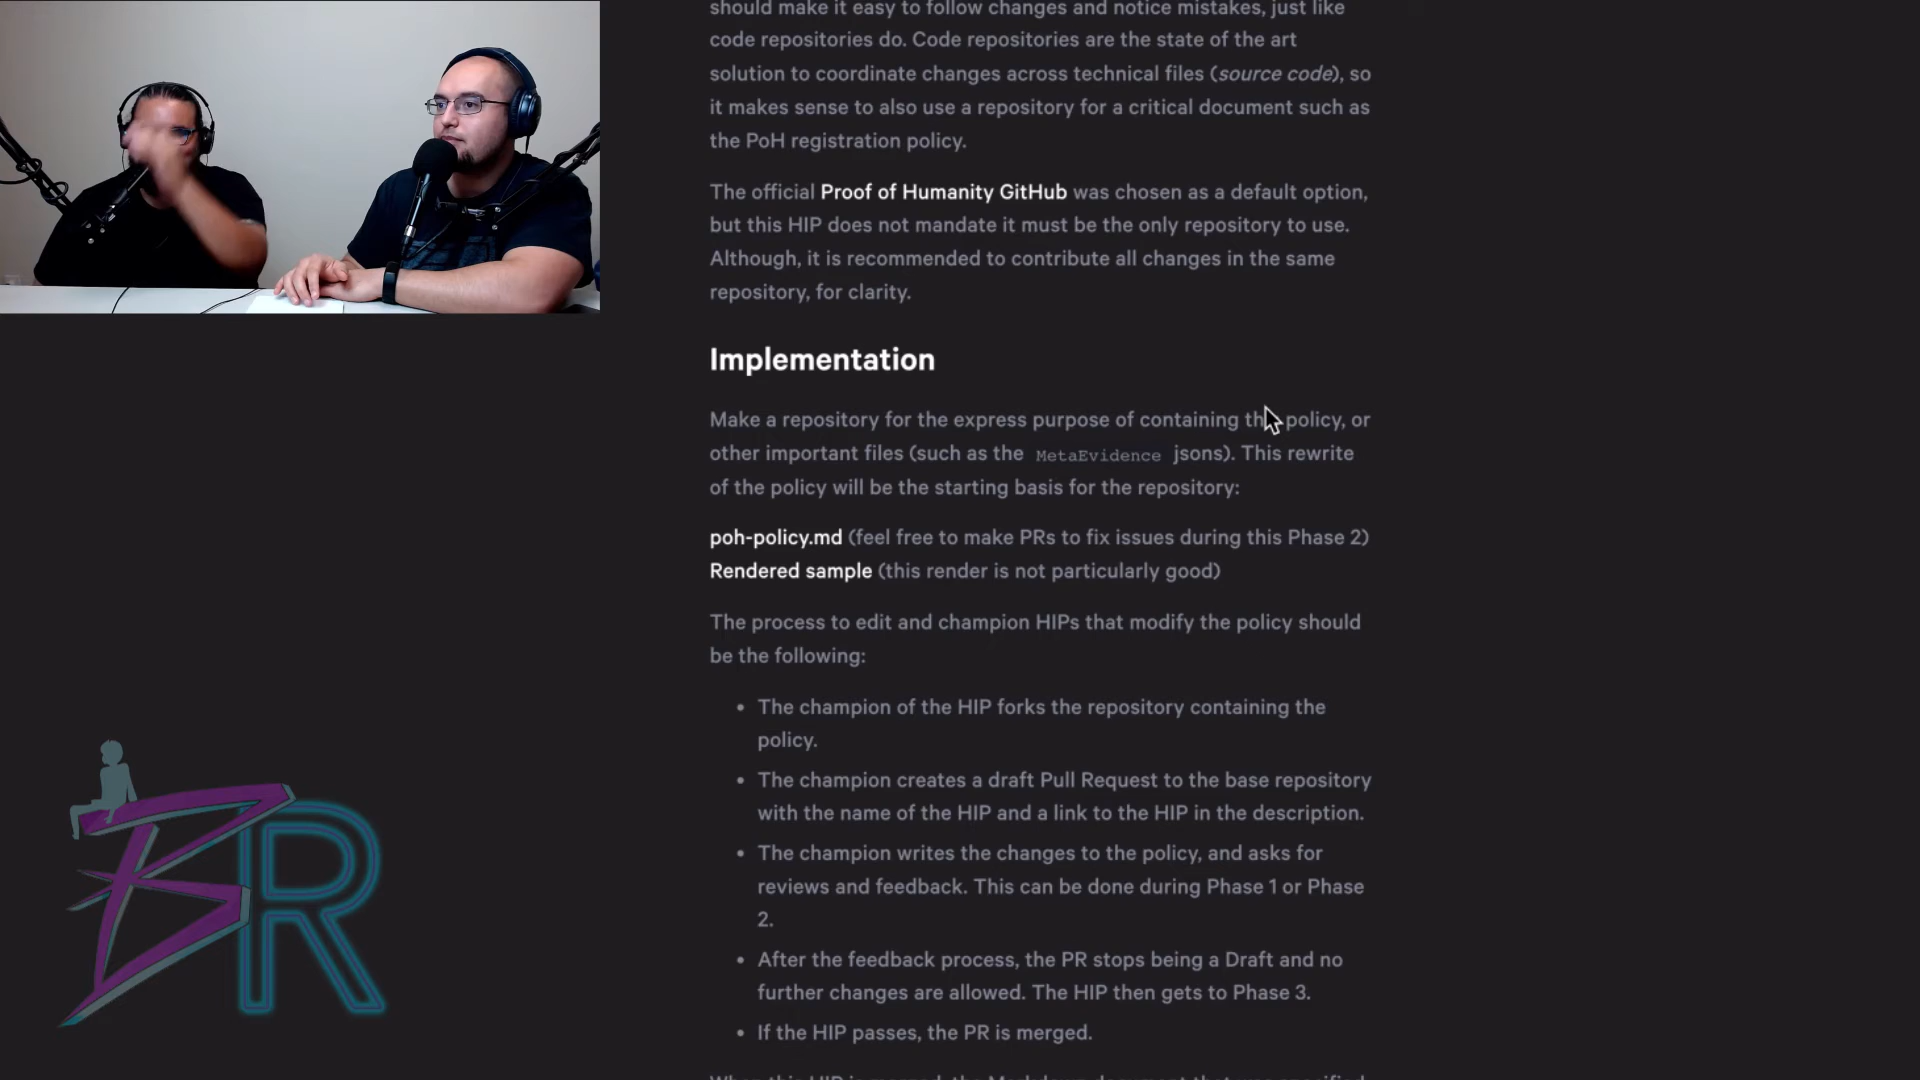 should make it easy to follow changes and notice mistakes, just like
code repositories do. Code repositories are the state of the art
solution to coordinate changes across technical files (source code), so
it makes sense to also use a repository for a critical document such as
the PoH registration policy.
The official Proof of Humanity GitHub was chosen as a default option,
but this HIP does not mandate it must be the only repository to use.
Although, it is recommended to contribute all changes in the same
repository, for clarity.
Implementation
Make a repository for the express purpose of containing the policy, or
other important files (such as the MetaEvidence jsons). This rewrite
of the policy will be the starting basis for the repository:
poh-policy.md (feel free to make PRs to fix issues during this Phase 2)
Rendered sample (this render is not particularly good)
The process to edit and champion HIPs that modify the policy should
be the following:
• The champion of the HIP forks the repository containing the
policy.
• The champion creates a draft Pull Request to the base repository
with the name of the HIP and a link to the HIP in the description.
• The champion writes the changes to the policy, and asks for
reviews and feedback. This can be done during Phase 1 or Phase
2.
• After the feedback process, the PR stops being a Draft and no
further changes are allowed. The HIP then gets to Phase 3.
• If the HIP passes, the PR is merged.
BR